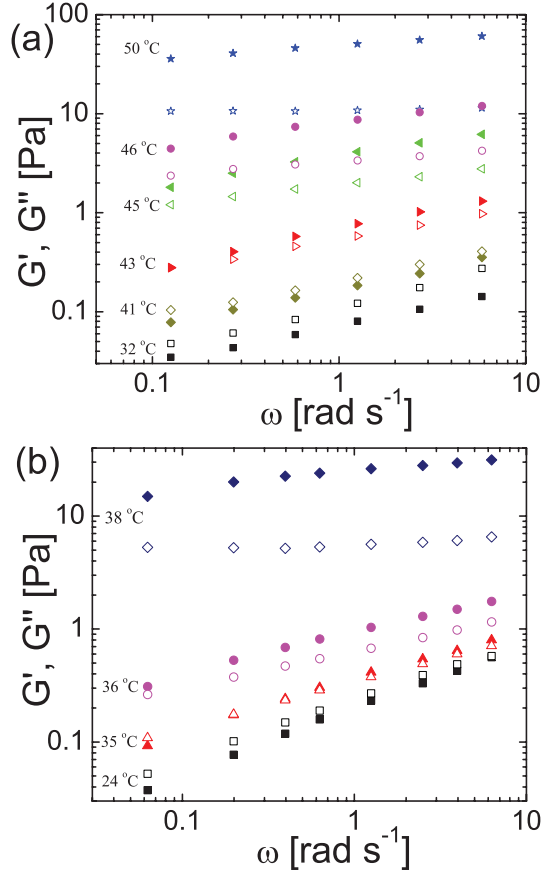 (a)
100
10
1
0.1
G', G'' [Pa]
50 °C
46 °C
45 °C
43 °C
41 °C
32 °C
0.1
1
10
ω [rad s⁻¹]
(b)
10
1
0.1
G', G'' [Pa]
38 °C
36 °C
35 °C
24 °C
0.1
1
10
ω [rad s⁻¹]